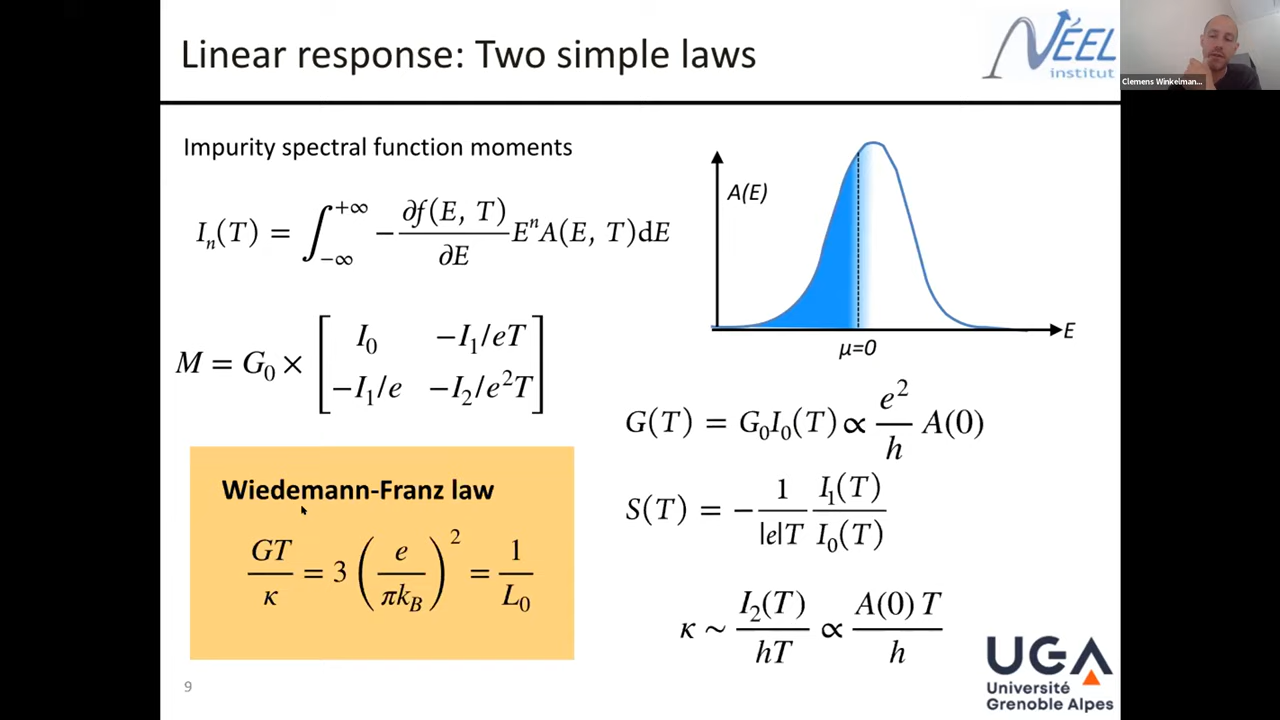 Linear response: Two simple laws
NÉEL
institut
Clemens Winkelman...
Impurity spectral function moments
I_n(T) = ∫_{−∞}^{+∞} − ∂f(E, T)/∂E E^n A(E, T)dE
A(E)
E
μ=0
M = G_0 × [ I_0 −I_1/eT
−I_1/e −I_2/e^2T ]
G(T) = G_0I_0(T) ∝ e^2/h A(0)
S(T) = − 1/|e|T I_1(T)/I_0(T)
κ ~ I_2(T)/hT ∝ A(0) T/h
Wiedemann-Franz law
GT/κ = 3 (e/πk_B)^2 = 1/L_0
9
UGA
Université
Grenoble Alpes